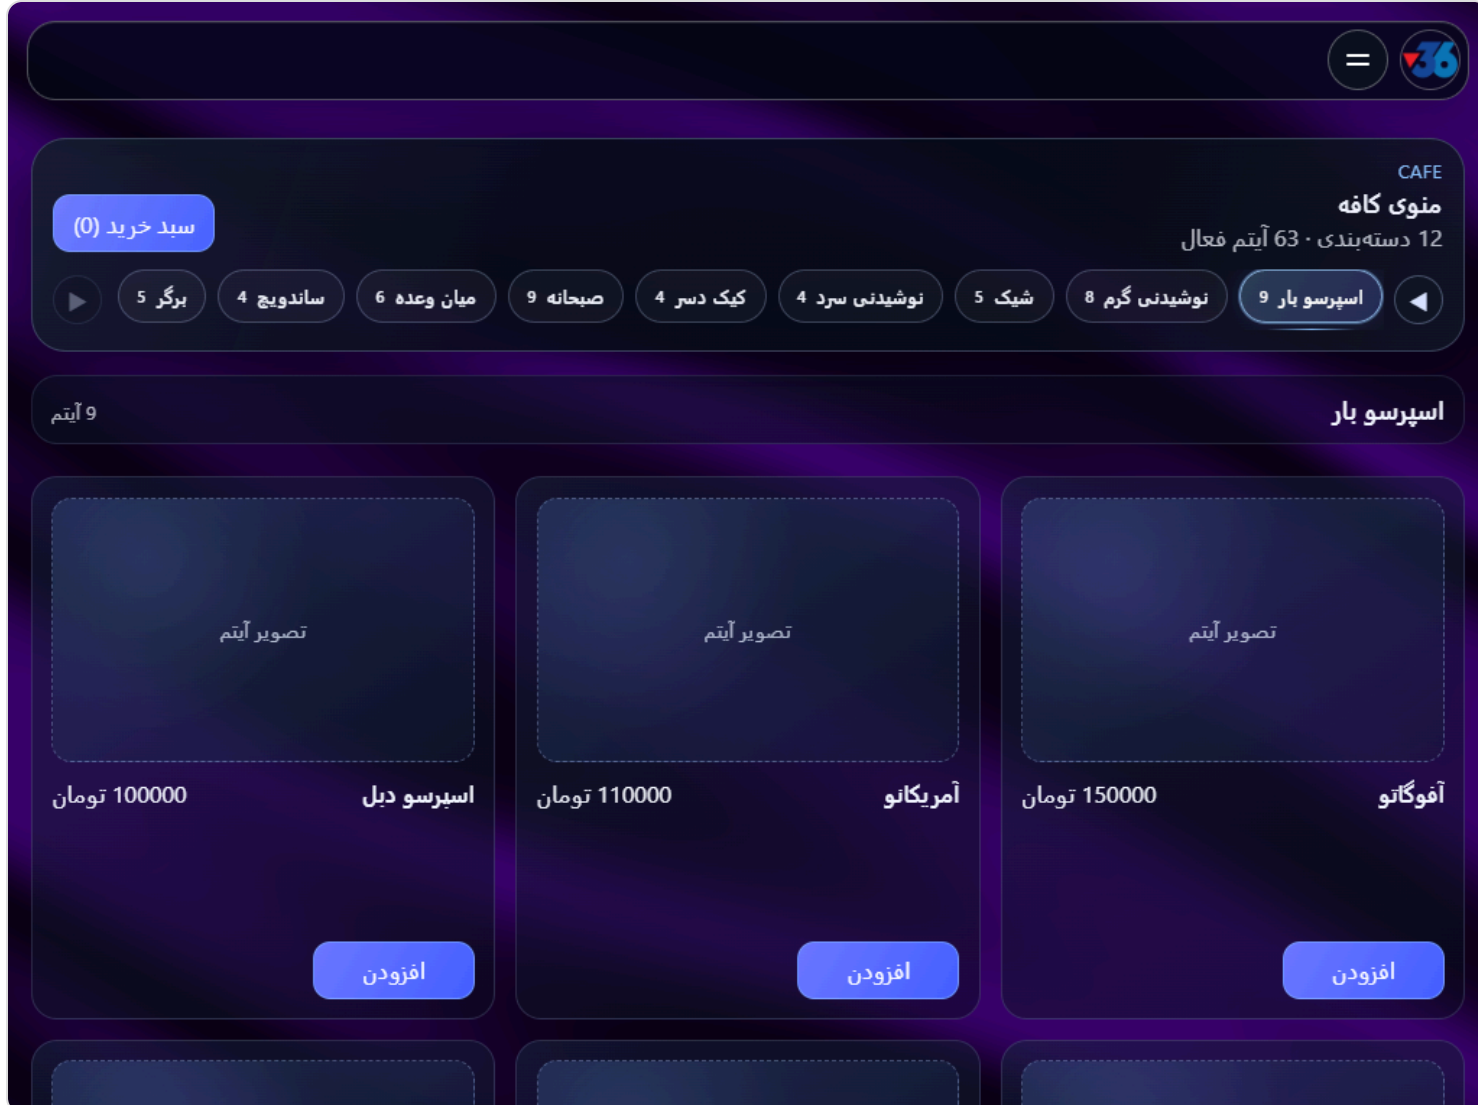 36
CAFE
منوی کافه
12 دسته‌بندی · 63 آیتم فعال
سبد خرید (0)
اسپرسو بار 9
نوشیدنی گرم 8
شیک 5
نوشیدنی سرد 4
کیک دسر 4
صبحانه 9
میان وعده 6
ساندویچ 4
برگر 5
اسپرسو بار
9 آیتم
تصویر آیتم
تصویر آیتم
تصویر آیتم
آفوگاتو
150000 تومان
آمریکانو
110000 تومان
اسپرسو دبل
100000 تومان
افزودن
افزودن
افزودن